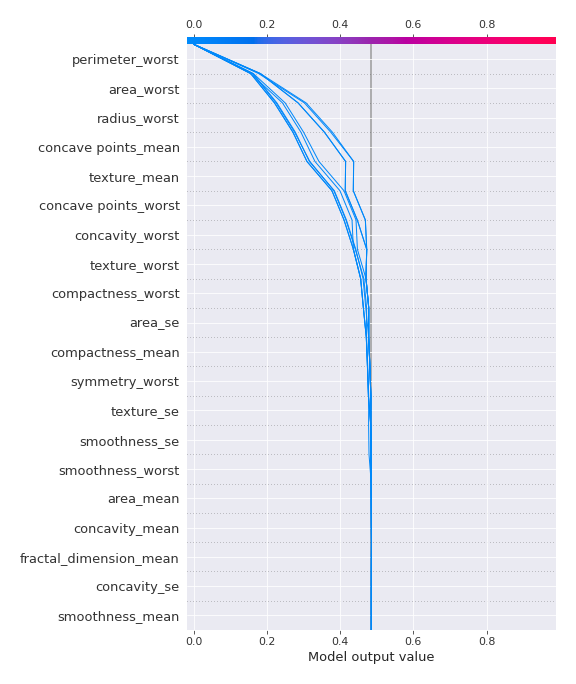 0.0 0.2 0.4 0.6 0.8
perimeter_worst
area_worst
radius_worst
concave points_mean
texture_mean
concave points_worst
concavity_worst
texture_worst
compactness_worst
area_se
compactness_mean
symmetry_worst
texture_se
smoothness_se
smoothness_worst
area_mean
concavity_mean
fractal_dimension_mean
concavity_se
smoothness_mean
0.0 0.2 0.4 0.6 0.8
Model output value